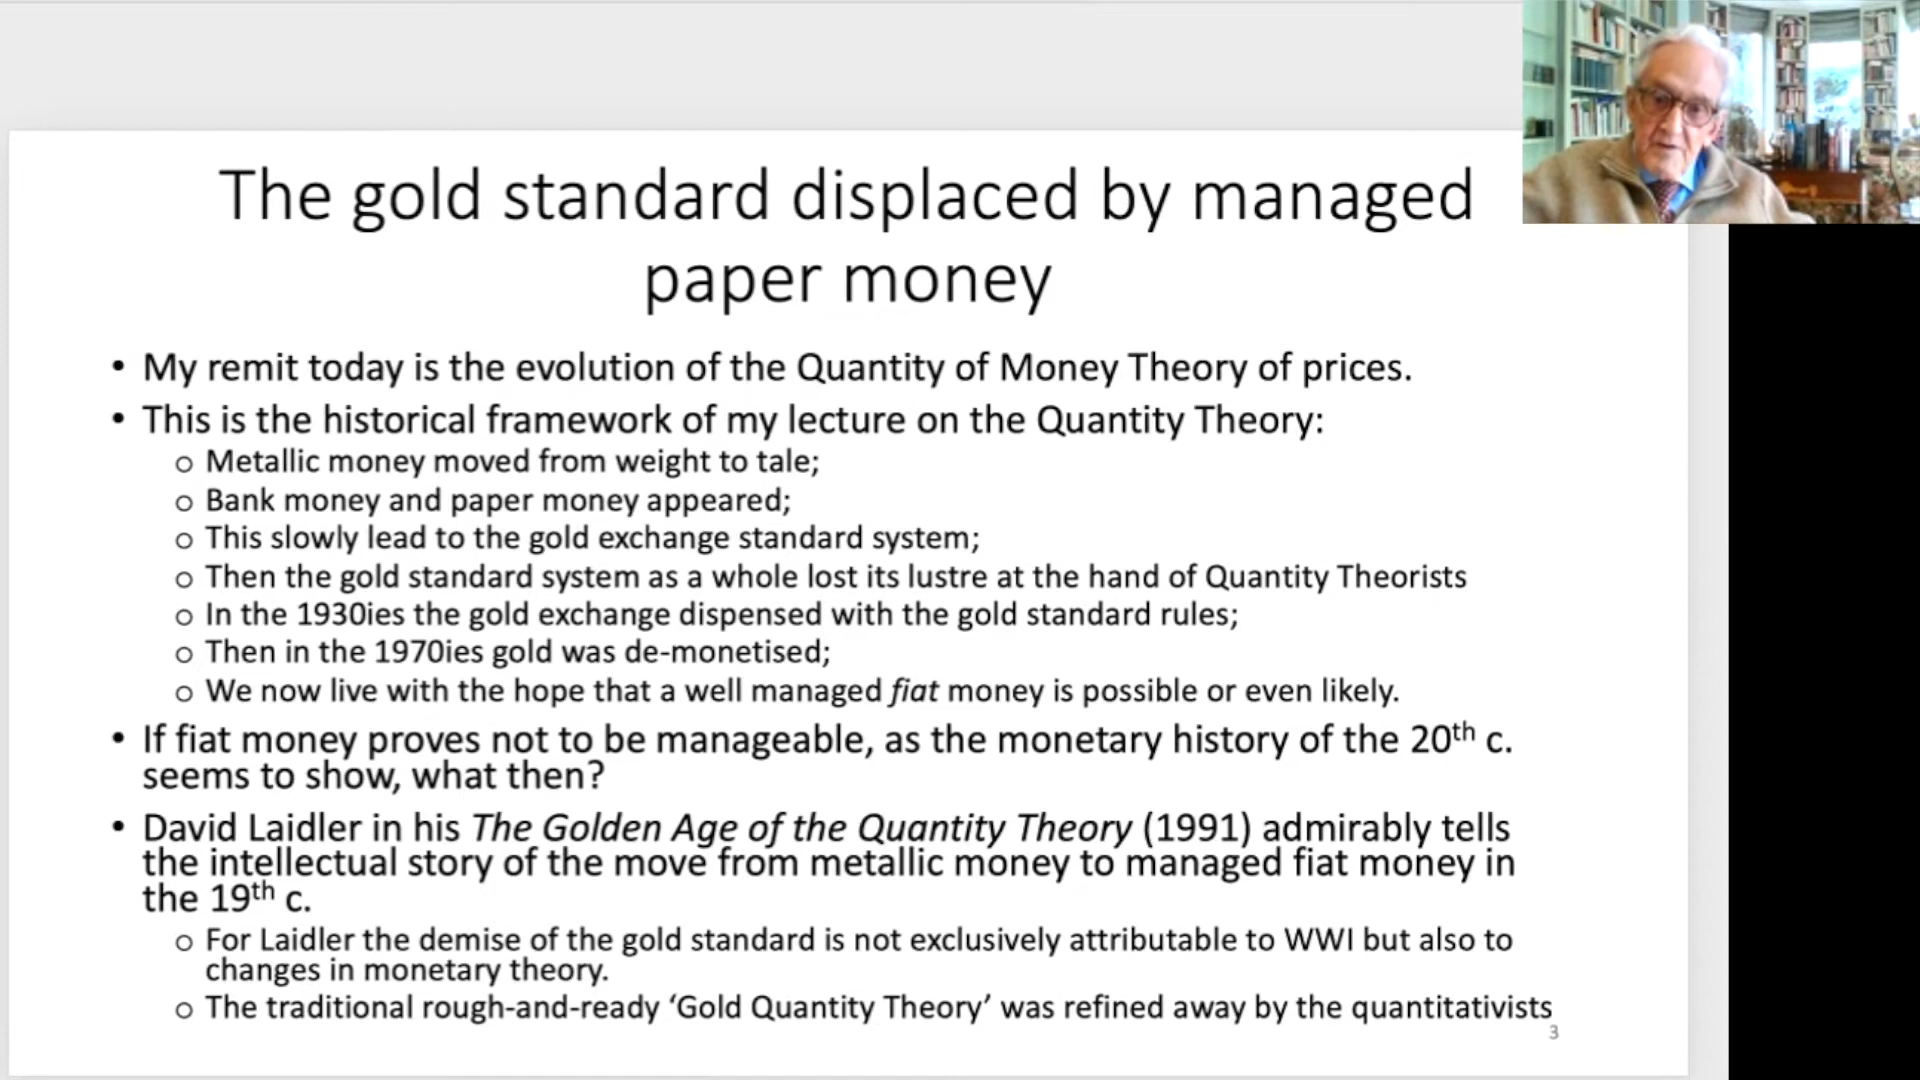 The gold standard displaced by managed
paper money
• My remit today is the evolution of the Quantity of Money Theory of prices.
• This is the historical framework of my lecture on the Quantity Theory:
o Metallic money moved from weight to tale;
o Bank money and paper money appeared;
o This slowly lead to the gold exchange standard system;
o Then the gold standard system as a whole lost its lustre at the hand of Quantity Theorists
o In the 1930ies the gold exchange dispensed with the gold standard rules;
o Then in the 1970ies gold was de-monetised;
o We now live with the hope that a well managed fiat money is possible or even likely.
• If fiat money proves not to be manageable, as the monetary history of the 20th c.
seems to show, what then?
• David Laidler in his The Golden Age of the Quantity Theory (1991) admirably tells
the intellectual story of the move from metallic money to managed fiat money in
the 19th c.
o For Laidler the demise of the gold standard is not exclusively attributable to WWI but also to
changes in monetary theory.
o The traditional rough-and-ready ‘Gold Quantity Theory’ was refined away by the quantitativists
3